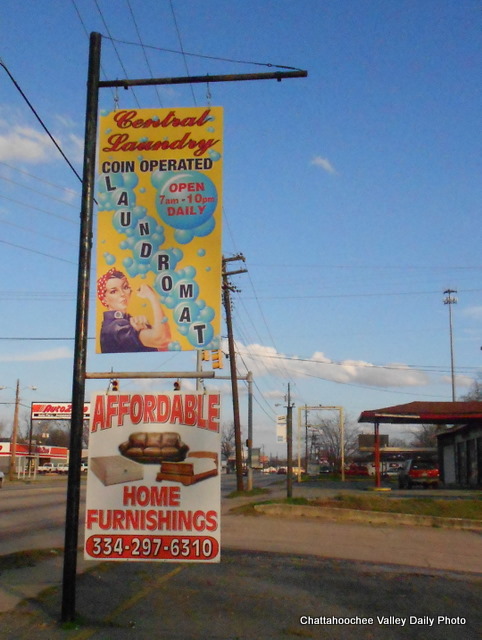 Central
Laundry
COIN OPERATED
OPEN
7am - 10pm
DAILY
LAUNDROMAT
AutoZone
AFFORDABLE
HOME
FURNISHINGS
334-297-6310
Chattahoochee Valley Daily Photo